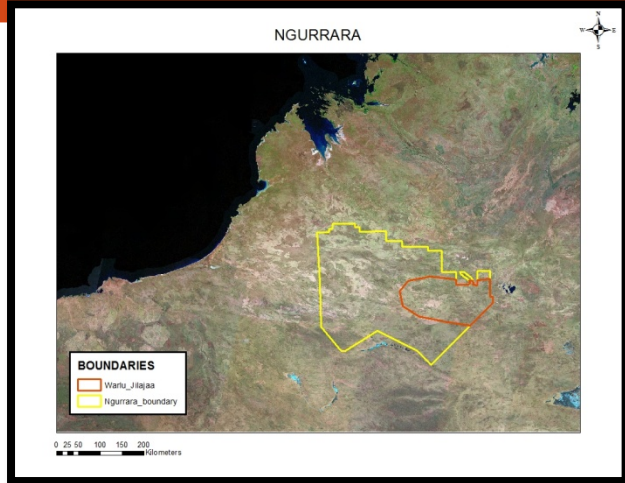 NGURRARA
N
W E
S
BOUNDARIES
Warlu_Jilajaa
Ngurrara_boundary
0 25 50 100 150 200
Kilometers